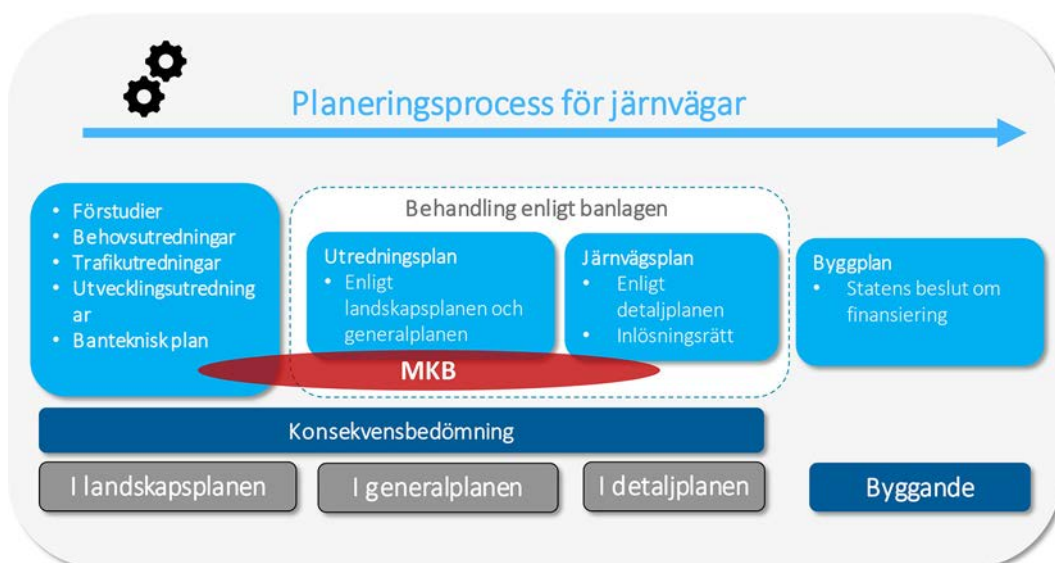 Planeringsprocess för järnvägar
• Förstudier
• Behovsutredningar
• Trafikutredningar
• Utvecklingsutredning
ar
• Banteknisk plan
Behandling enligt banlagen
Utredningsplan
• Enligt
landskapsplanen och
generalplanen
Järnvägsplan
• Enligt
detaljplanen
• Inlösningsrätt
Byggplan
• Statens beslut om
finansiering
MKB
Konsekvensbedömning
I landskapsplanen
I generalplanen
I detaljplanen
Byggande